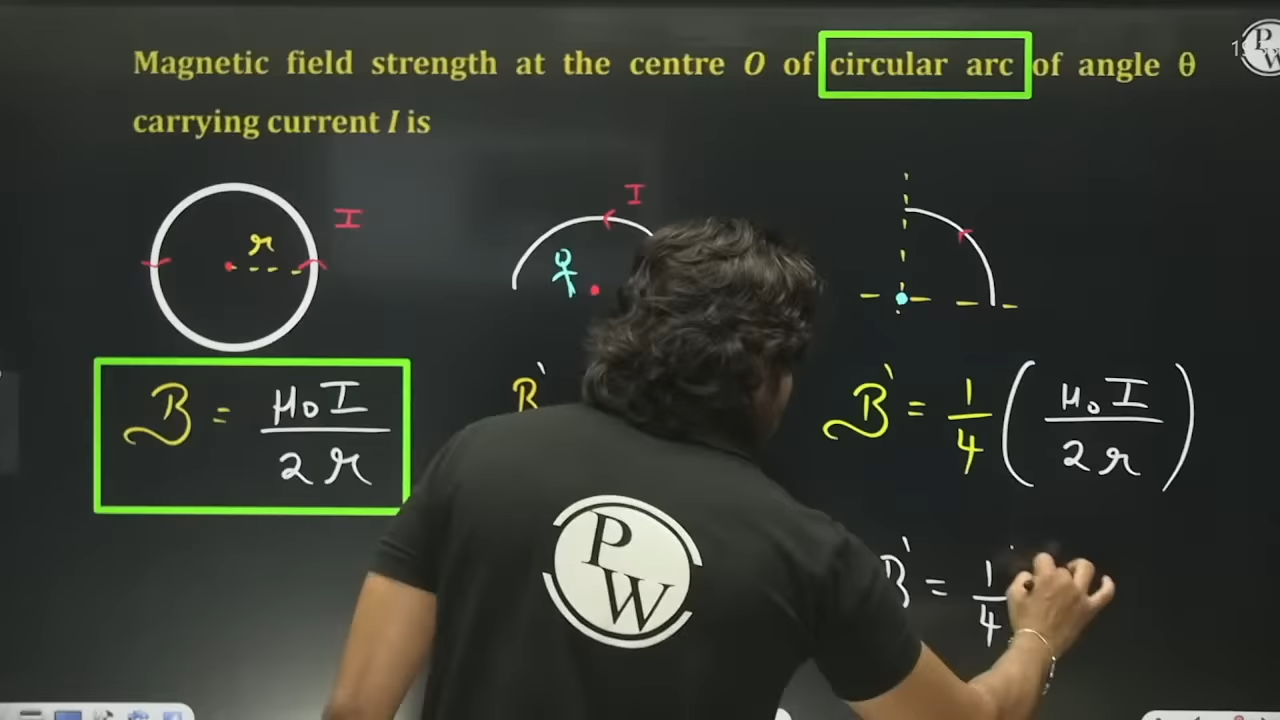 Magnetic field strength at the centre O of circular arc of angle θ
carrying current I is
I
r
I
B = μ₀I / 2r
B'
B' = 1/4 (μ₀I / 2r)
B' = 1/4
P
W
P
W